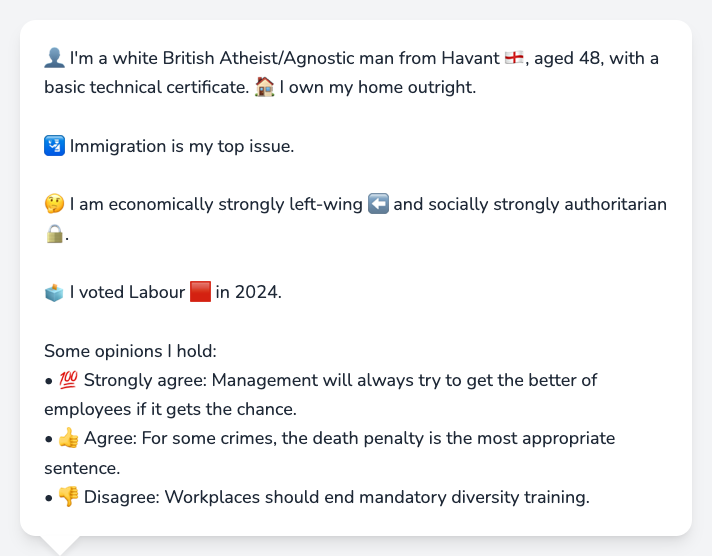 👤 I'm a white British Atheist/Agnostic man from Havant 🏴󠁧󠁢󠁥󠁮󠁧󠁿, aged 48, with a
basic technical certificate. 🏠 I own my home outright.
🛂 Immigration is my top issue.
🤔 I am economically strongly left-wing ⬅️ and socially strongly authoritarian
🔒.
🗳️ I voted Labour 🟥 in 2024.
Some opinions I hold:
• 💯 Strongly agree: Management will always try to get the better of
employees if it gets the chance.
• 👍 Agree: For some crimes, the death penalty is the most appropriate
sentence.
• 👎 Disagree: Workplaces should end mandatory diversity training.